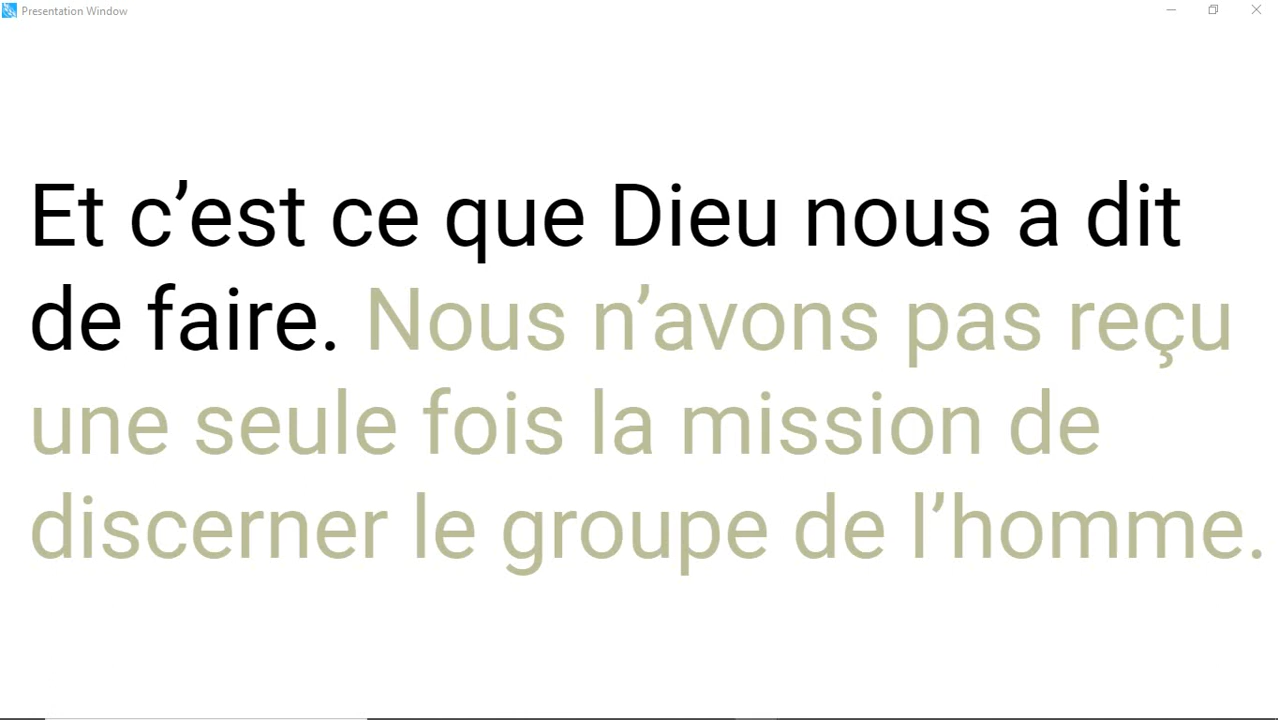 Presentation Window
Et c’est ce que Dieu nous a dit
de faire. Nous n’avons pas reçu
une seule fois la mission de
discerner le groupe de l’homme.